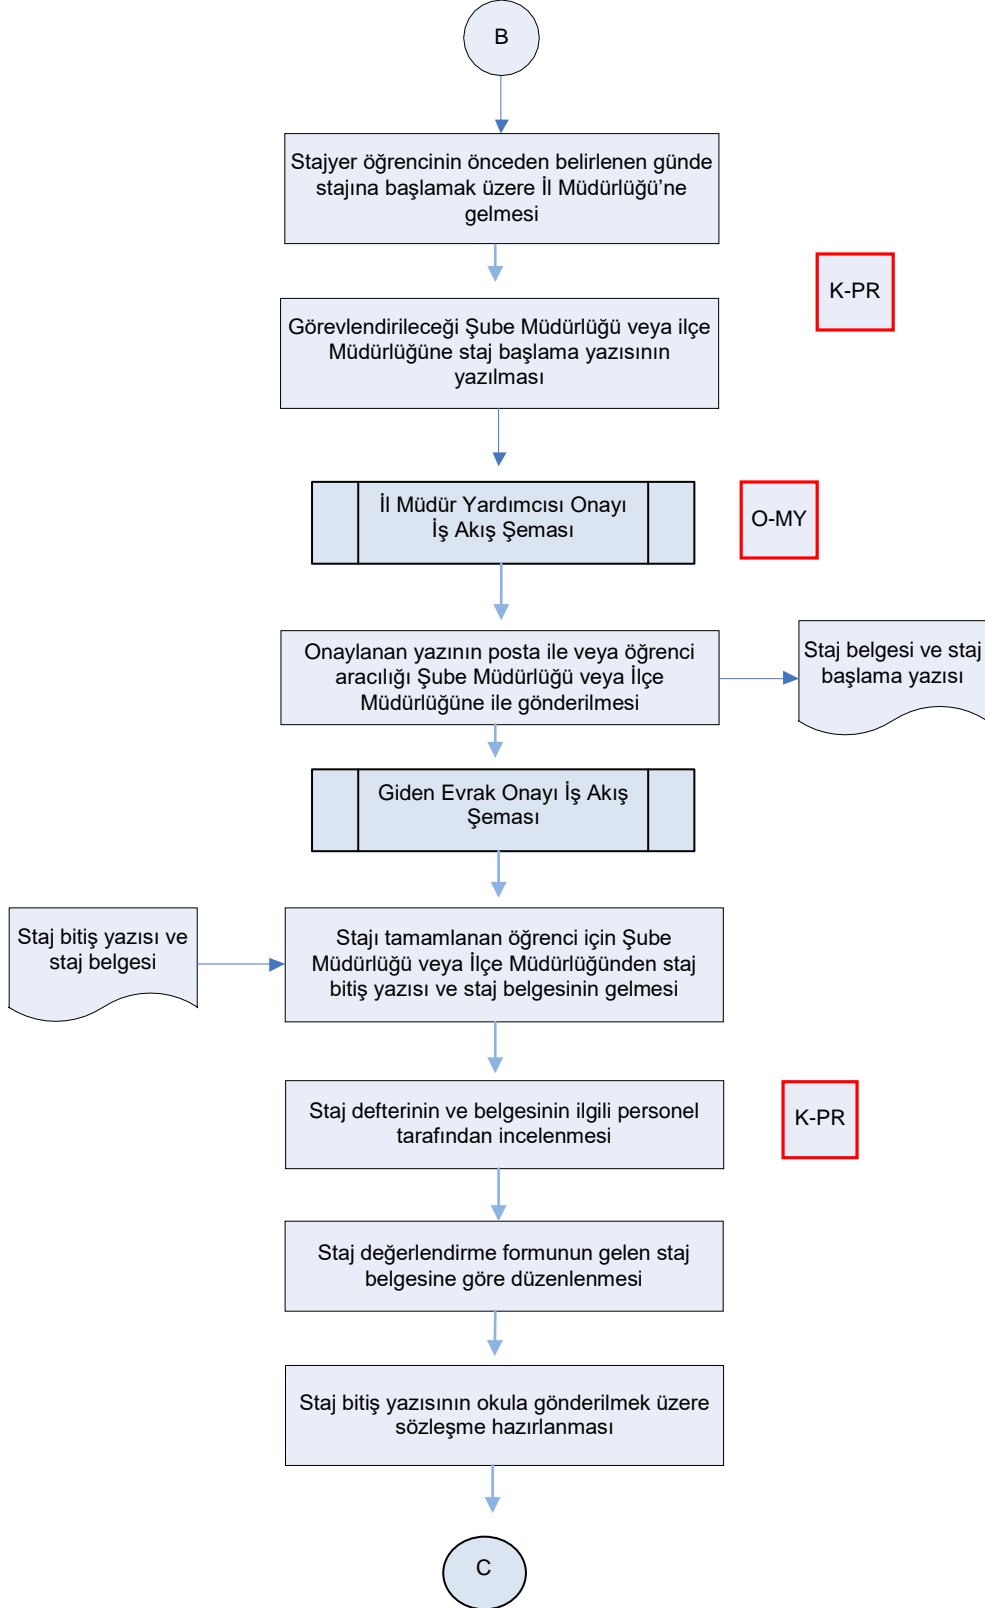 B
Stajyer öğrencinin önceden belirlenen günde
stajına başlamak üzere İl Müdürlüğü’ne
gelmesi
K-PR
Görevlendirileceği Şube Müdürlüğü veya ilçe
Müdürlüğüne staj başlama yazısının
yazılması
İl Müdür Yardımcısı Onayı
İş Akış Şeması
O-MY
Onaylanan yazının posta ile veya öğrenci
aracılığı Şube Müdürlüğü veya İlçe
Müdürlüğüne ile gönderilmesi
Staj belgesi ve staj
başlama yazısı
Giden Evrak Onayı İş Akış
Şeması
Staj bitiş yazısı ve
staj belgesi
Stajı tamamlanan öğrenci için Şube
Müdürlüğü veya İlçe Müdürlüğünden staj
bitiş yazısı ve staj belgesinin gelmesi
Staj defterinin ve belgesinin ilgili personel
tarafından incelenmesi
K-PR
Staj değerlendirme formunun gelen staj
belgesine göre düzenlenmesi
Staj bitiş yazısının okula gönderilmek üzere
sözleşme hazırlanması
C